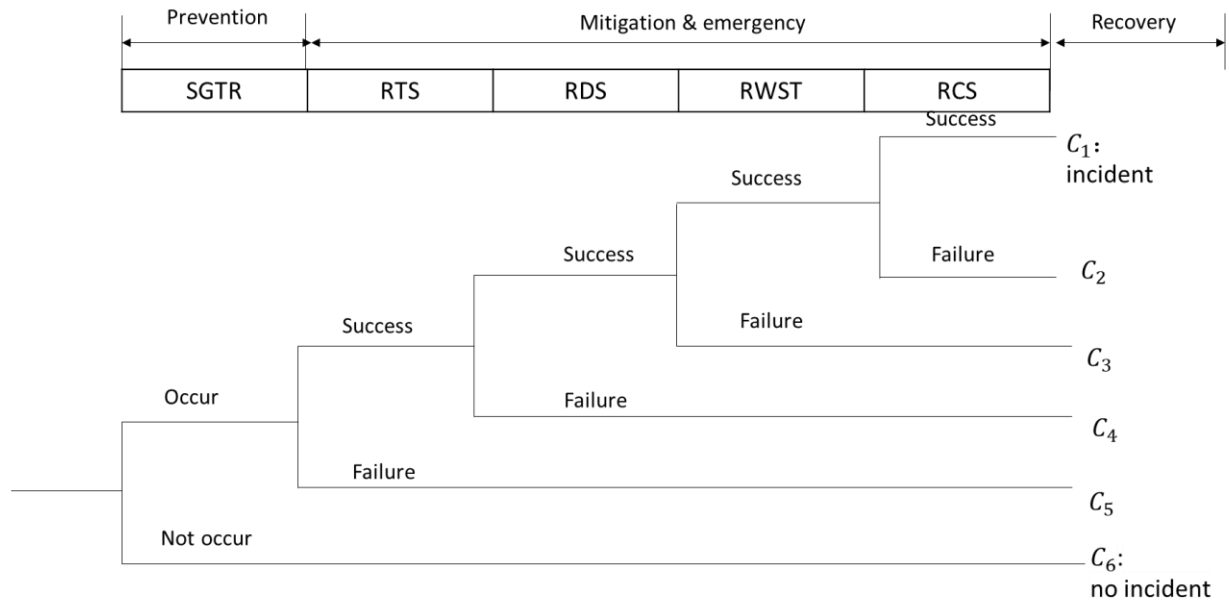 Prevention Mitigation & emergency Recovery
SGTR RTS RDS RWST RCS
Success
C₁:
incident
Success
Success
Failure
C₂
Success
Failure
C₃
Occur
Failure
C₄
Failure
C₅
Not occur
C₆:
no incident